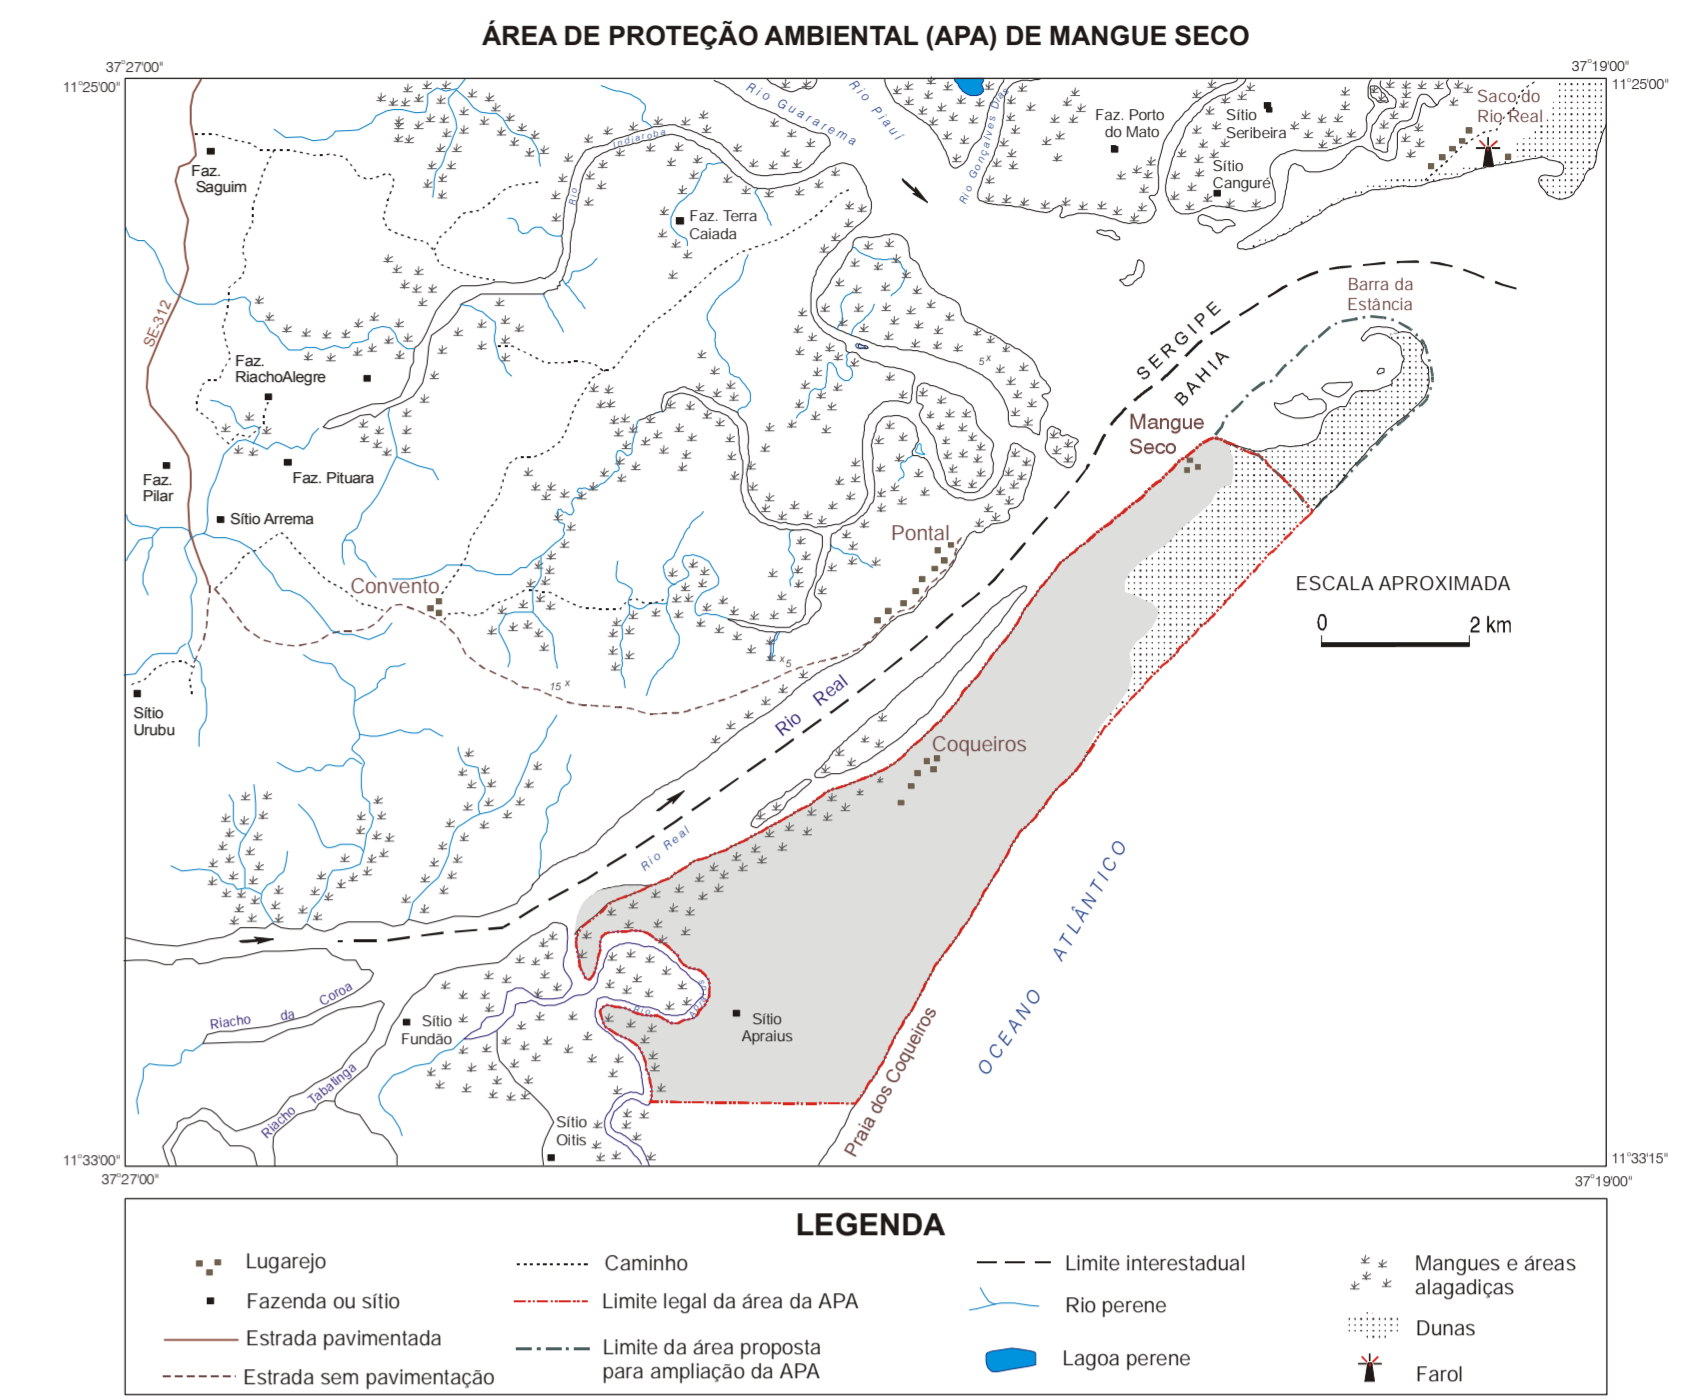 ÁREA DE PROTEÇÃO AMBIENTAL (APA) DE MANGUE SECO
37°27'00"
37°19'00"
11°25'00"
11°25'00"
Rio Guararema
Rio Piauí
Rio Gonçalves Dias
Faz. Porto
do Mato
Sítio
Seribeira
Saco do
Rio Real
Sítio
Canguré
Faz.
Saguim
Rio
Indiaroba
Faz. Terra
Caiada
SE-312
Barra da
Estância
SERGIPE
BAHIA
5 x
Faz.
RiachoAlegre
Mangue
Seco
Faz.
Pilar
Faz. Pituara
Sítio Arrema
Pontal
Convento
ESCALA APROXIMADA
0
2 km
x 5
15 x
Sítio
Urubu
Rio Real
Coqueiros
Rio Real
OCEANO ATLÂNTICO
Riacho da Coroa
Sítio
Fundão
Rio
Sítio
Apraius
Riacho Tabatinga
Praia dos Coqueiros
Sítio
Oitis
11°33'00"
11°33'15"
37°27'00"
37°19'00"
LEGENDA
Lugarejo
Caminho
Limite interestadual
Mangues e áreas
alagadiças
Fazenda ou sítio
Limite legal da área da APA
Rio perene
Dunas
Estrada pavimentada
Limite da área proposta
para ampliação da APA
Lagoa perene
Farol
Estrada sem pavimentação